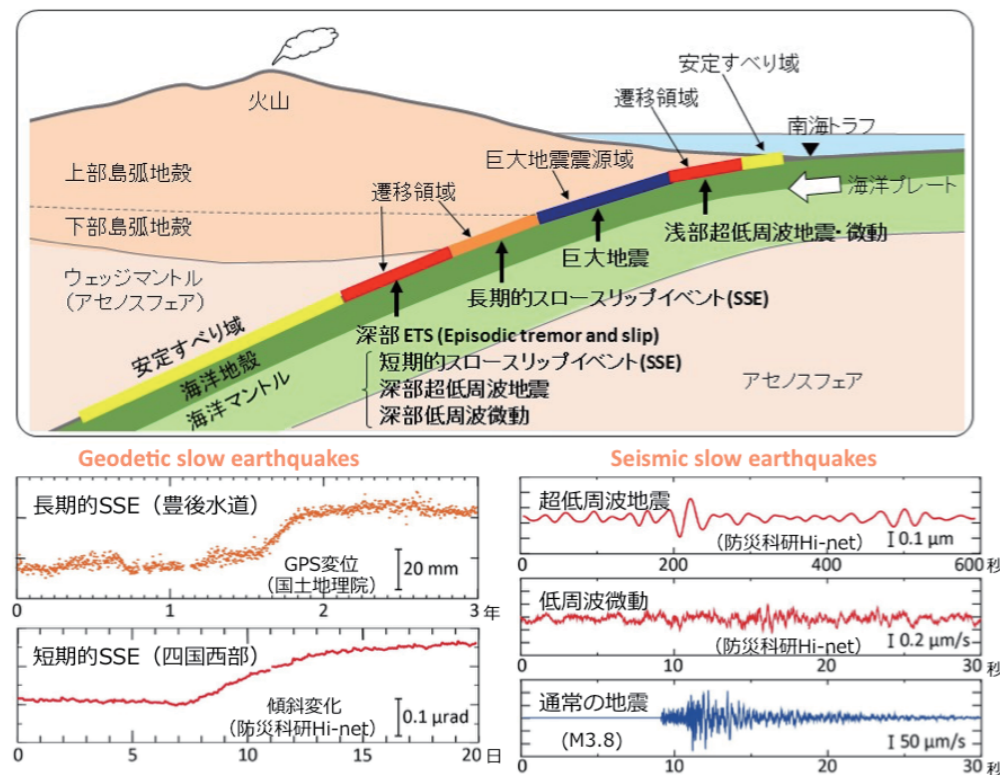 火山
安定すべり域
遷移領域
南海トラフ
巨大地震震源域
海洋プレート
上部島弧地殻
遷移領域
下部島弧地殻
浅部超低周波地震・微動
巨大地震
ウェッジマントル
（アセノスフェア）
長期的スロースリップイベント(SSE)
安定すべり域
深部 ETS (Episodic tremor and slip)
短期的スロースリップイベント(SSE)
深部超低周波地震
深部低周波微動
海洋地殻
海洋マントル
アセノスフェア
Geodetic slow earthquakes
長期的SSE（豊後水道）
GPS変位
（国土地理院）
20 mm
0 1 2 3 年
短期的SSE（四国西部）
傾斜変化
（防災科研Hi-net）
0.1 μrad
0 5 10 15 20 日
Seismic slow earthquakes
超低周波地震
（防災科研Hi-net）
0.1 μm
0 200 400 600 秒
低周波微動
（防災科研Hi-net）
0.2 μm/s
0 10 20 30 秒
通常の地震
(M3.8)
50 μm/s
0 10 20 30 秒